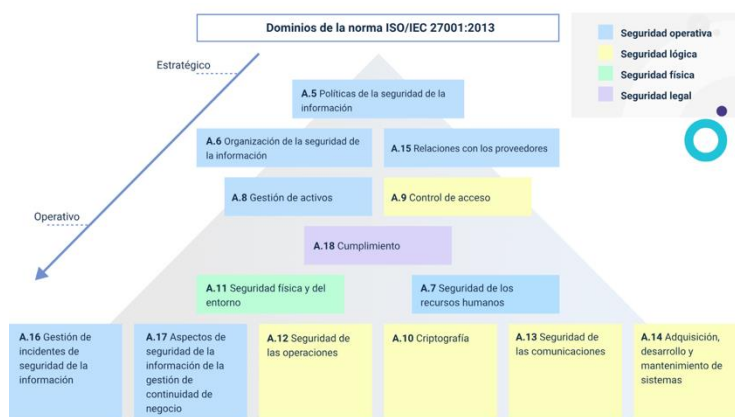 Dominios de la norma ISO/IEC 27001:2013
Seguridad operativa
Seguridad lógica
Seguridad física
Seguridad legal
Estratégico
A.5 Políticas de la seguridad de la
información
A.6 Organización de la seguridad de
la información
A.15 Relaciones con los proveedores
A.8 Gestión de activos
A.9 Control de acceso
Operativo
A.18 Cumplimiento
A.11 Seguridad física y del
entorno
A.7 Seguridad de los
recursos humanos
A.16 Gestión de
incidentes de
seguridad de la
información
A.17 Aspectos de
seguridad de la
información de la
gestión de
continuidad de
negocio
A.12 Seguridad de
las operaciones
A.10 Criptografía
A.13 Seguridad de
las comunicaciones
A.14 Adquisición,
desarrollo y
mantenimiento de
sistemas